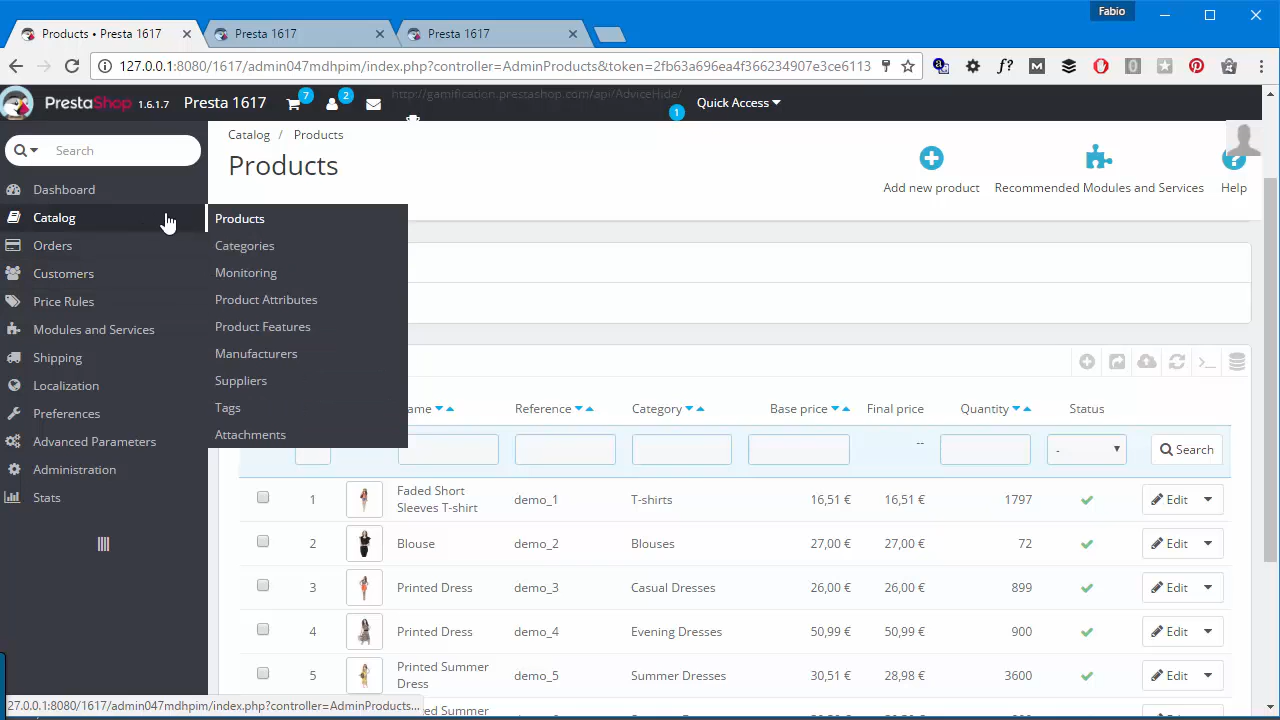 Fabio
Products • Presta 1617
Presta 1617
Presta 1617
127.0.0.1:8080/1617/admin047mdhpim/index.php?controller=AdminProducts&token=2fb63a696ea4f366234907e3ce6113
PrestaShop 1.6.1.7 Presta 1617 7 2 http://gamification.prestashop.com/api/AdviceHide/ 1 Quick Access
Search
Dashboard
Catalog
Orders
Customers
Price Rules
Modules and Services
Shipping
Localization
Preferences
Advanced Parameters
Administration
Stats
Products
Categories
Monitoring
Product Attributes
Product Features
Manufacturers
Suppliers
Tags
Attachments
Catalog / Products
Products
Add new product
Recommended Modules and Services
Help
ame Reference Category Base price Final price Quantity Status
-- - Search
1 Faded Short Sleeves T-shirt demo_1 T-shirts 16,51 € 16,51 € 1797 Edit
2 Blouse demo_2 Blouses 27,00 € 27,00 € 72 Edit
3 Printed Dress demo_3 Casual Dresses 26,00 € 26,00 € 899 Edit
4 Printed Dress demo_4 Evening Dresses 50,99 € 50,99 € 900 Edit
5 Printed Summer Dress demo_5 Summer Dresses 30,51 € 28,98 € 3600 Edit
Printed Summer
27.0.0.1:8080/1617/admin047mdhpim/index.php?controller=AdminProducts...